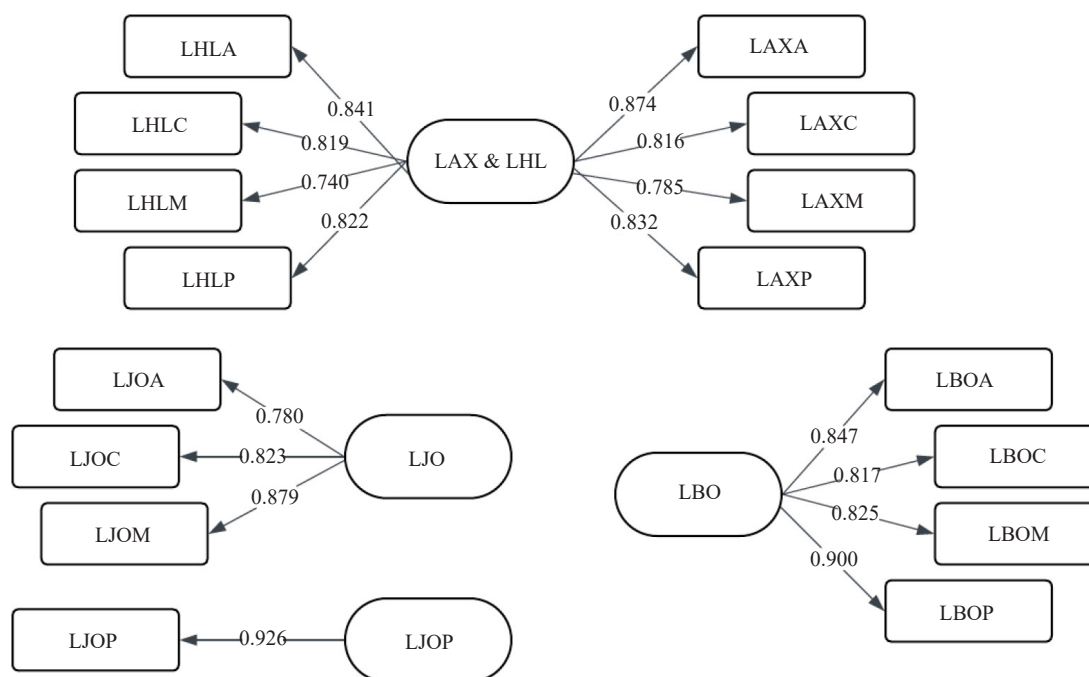 LHLA
LAXA
0.841
0.874
LHLC
LAXC
0.819
0.816
LAX & LHL
LHLM
LAXM
0.740
0.785
0.822
0.832
LHLP
LAXP
LJOA
LBOA
0.780
0.847
LJOC
0.823
LJO
LBOC
0.817
0.879
LBO
0.825
LJOM
LBOM
0.900
LBOP
LJOP
0.926
LJOP